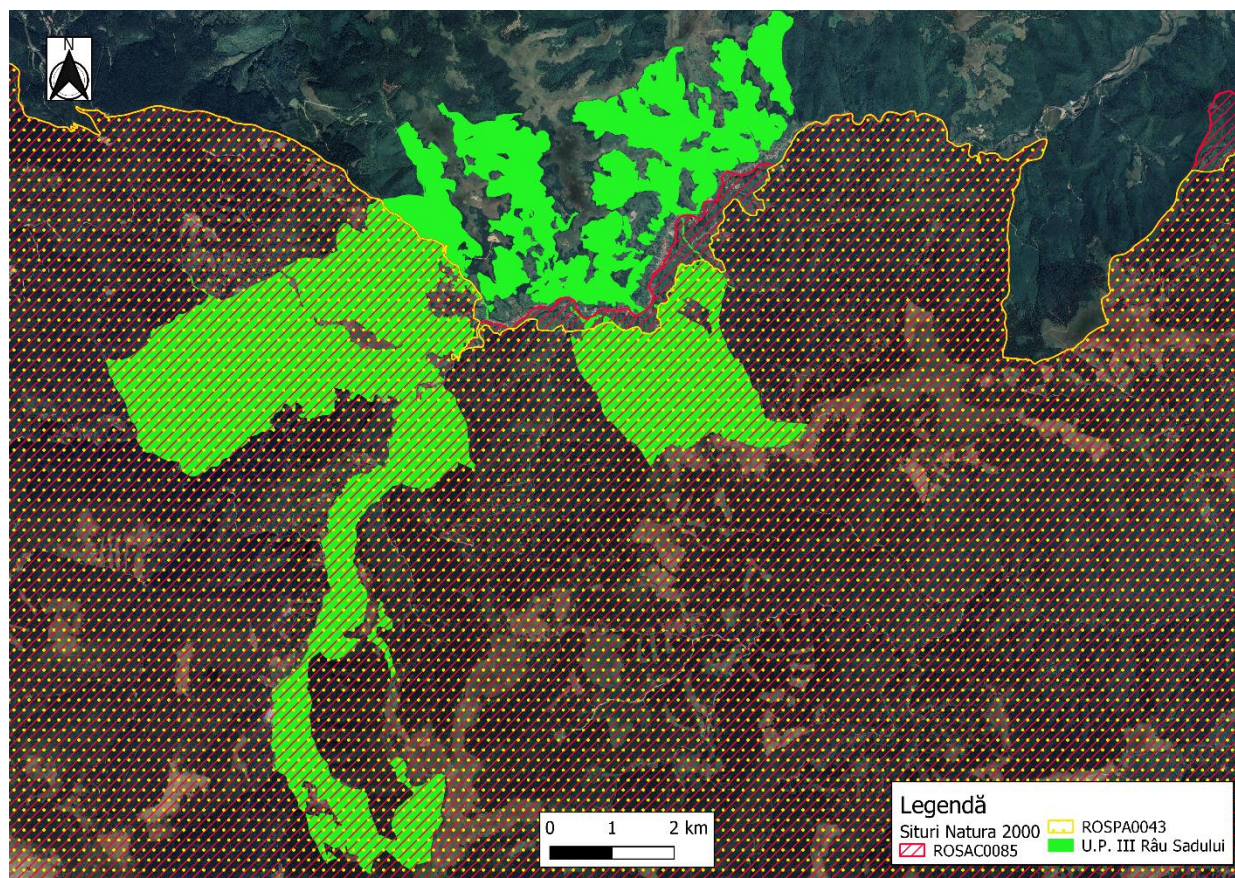 N
0 1 2 km
Legendă
Situri Natura 2000
ROSAC0085
ROSPA0043
U.P. III Râu Sadului